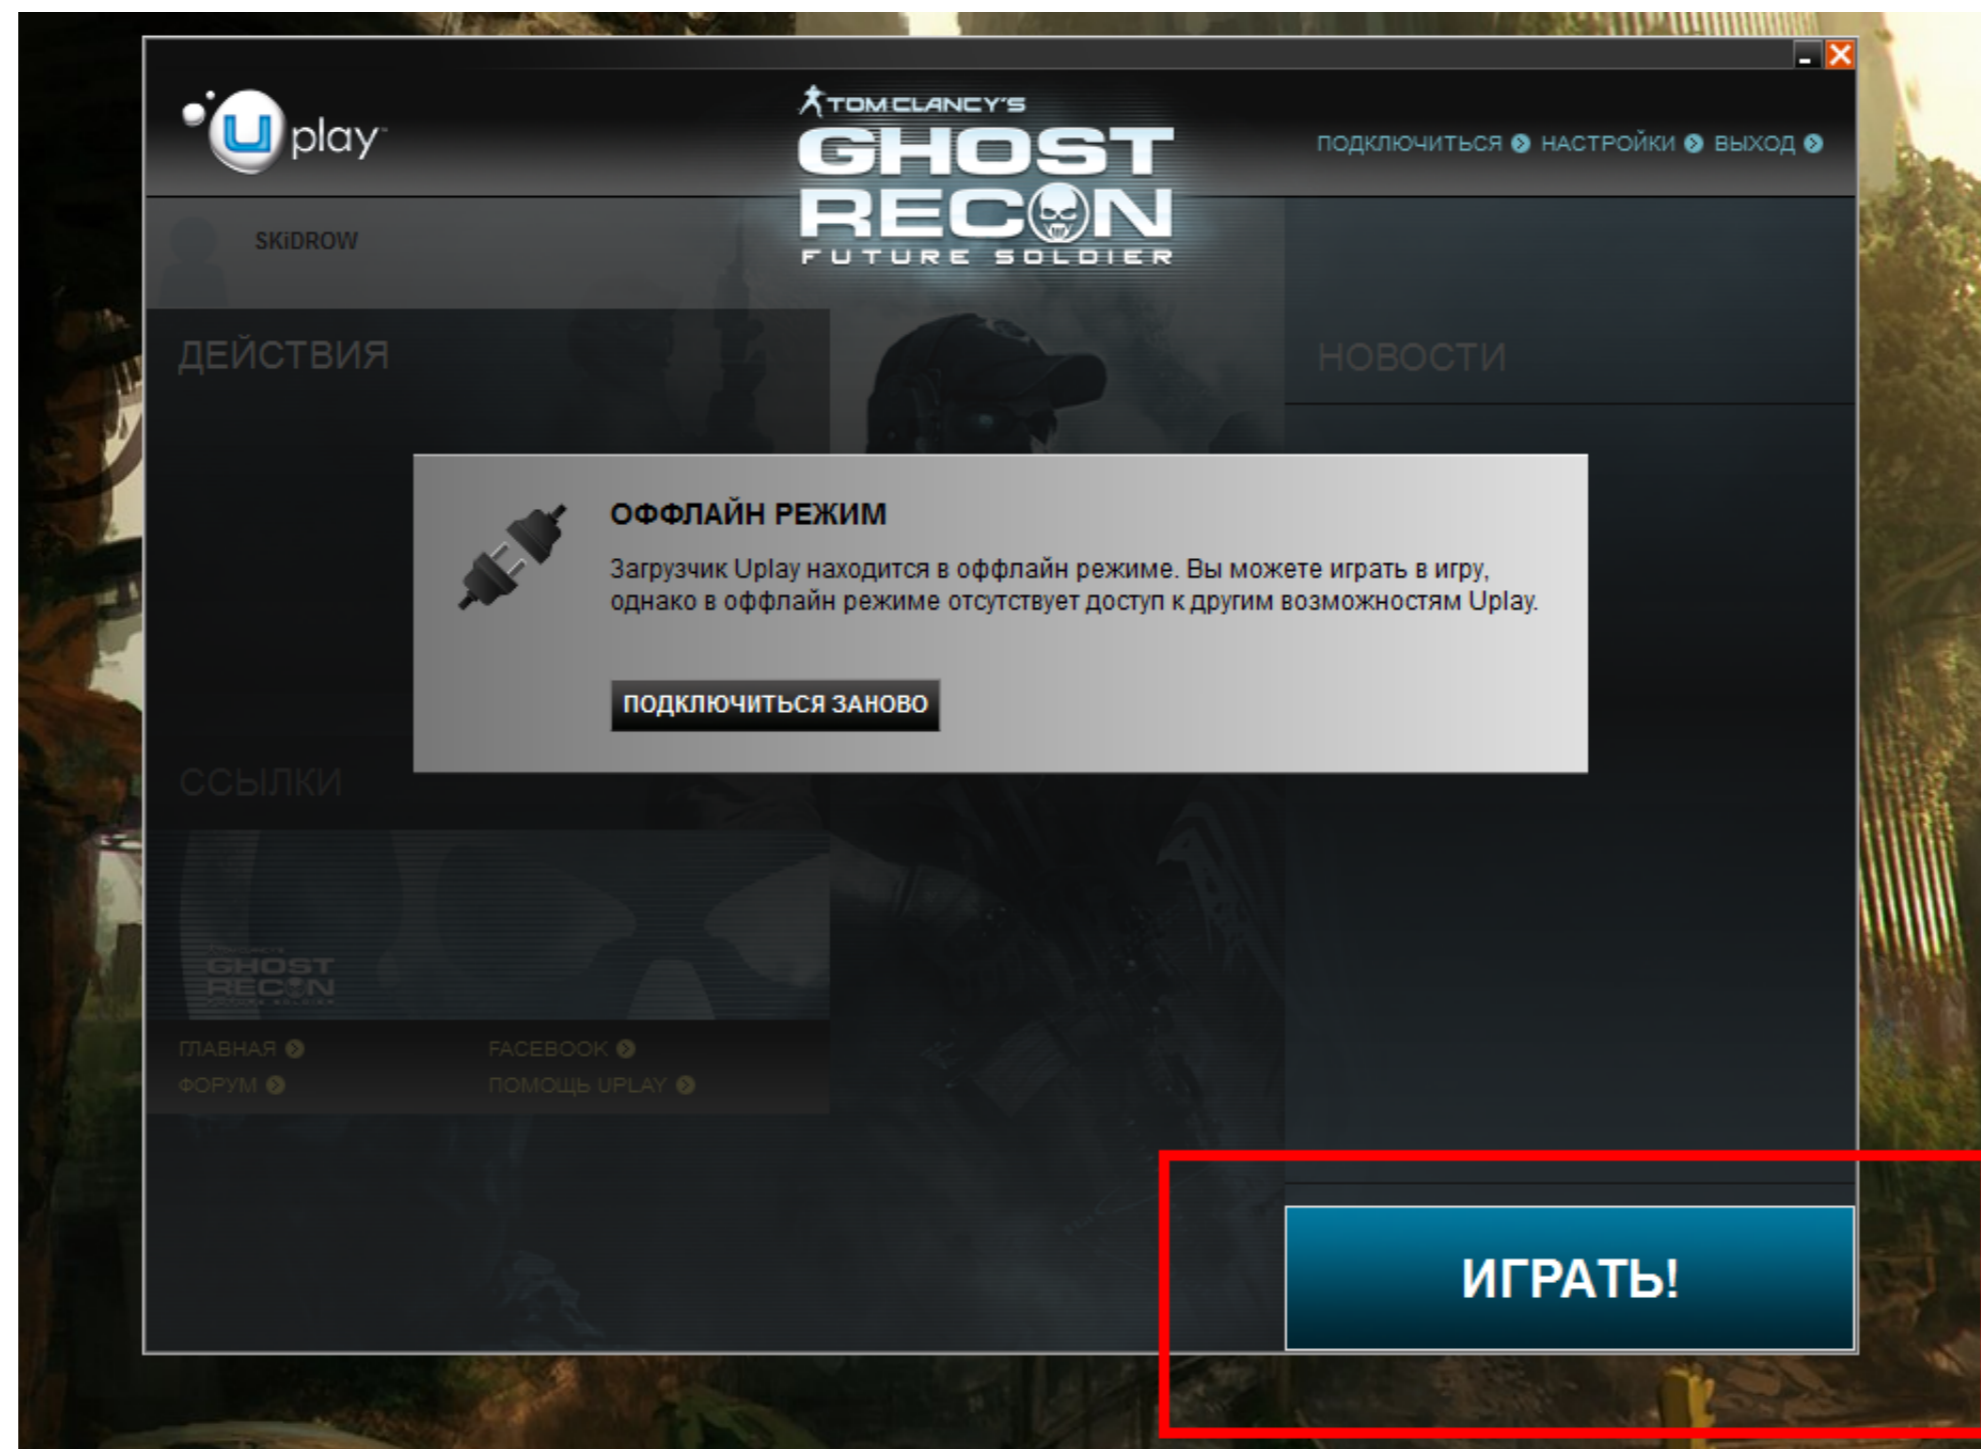 Uplay
TOM CLANCY'S
GHOST
RECON
FUTURE SOLDIER
ПОДКЛЮЧИТЬСЯ НАСТРОЙКИ ВЫХОД
SKiDROW
ДЕЙСТВИЯ
НОВОСТИ
ОФФЛАЙН РЕЖИМ
Загрузчик Uplay находится в оффлайн режиме. Вы можете играть в игру,
однако в оффлайн режиме отсутствует доступ к другим возможностям Uplay.
ПОДКЛЮЧИТЬСЯ ЗАНОВО
ССЫЛКИ
GHOST
RECON
ГЛАВНАЯ FACEBOOK
ФОРУМ ПОМОЩЬ UPLAY
ИГРАТЬ!